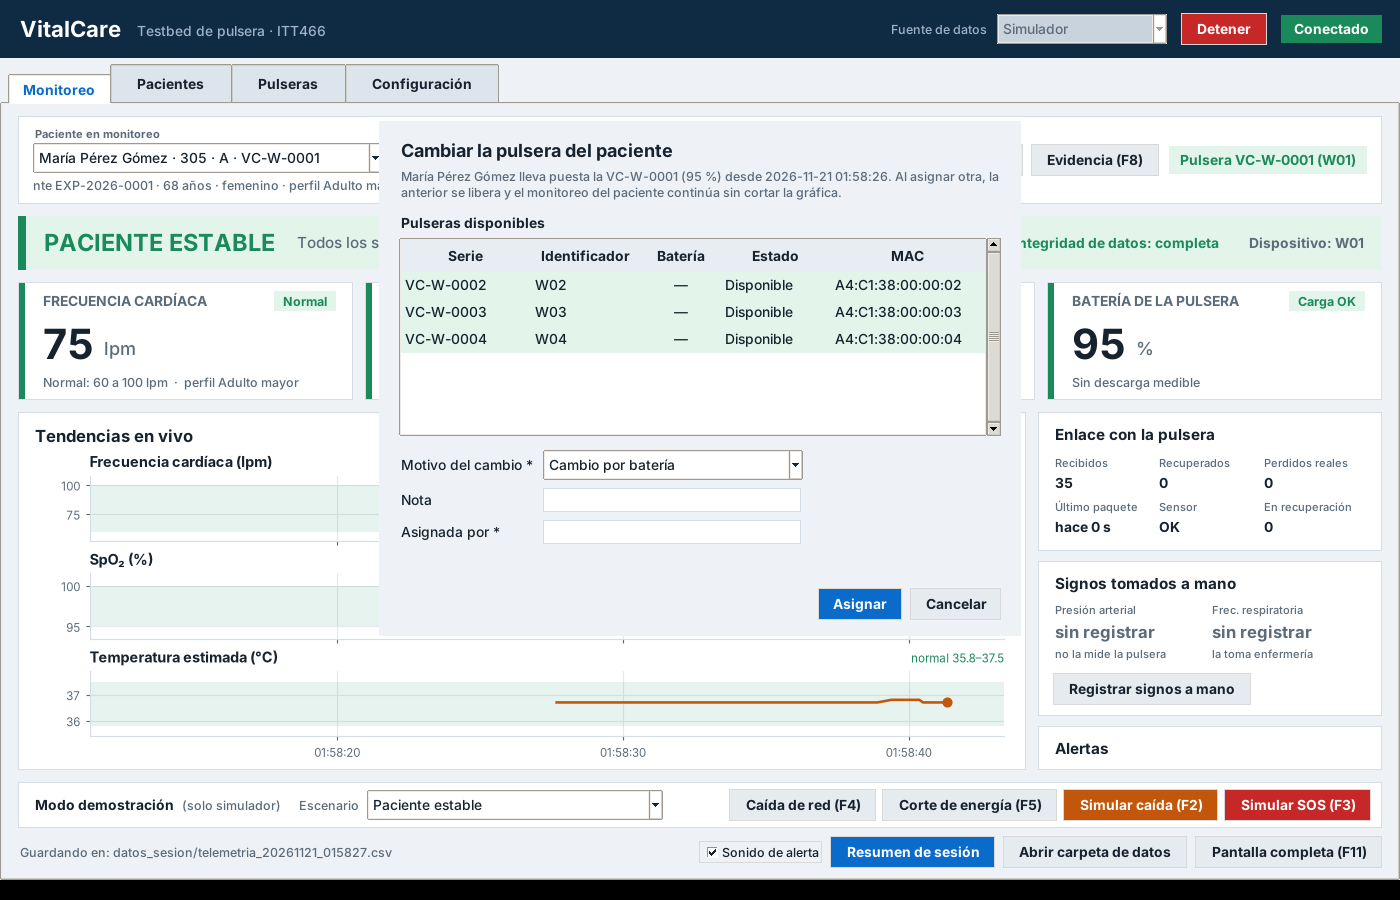 VitalCare
Testbed de pulsera · ITT466
Fuente de datos
Simulador
Detener
Conectado
Monitoreo
Pacientes
Pulseras
Configuración
Paciente en monitoreo
María Pérez Gómez · 305 · A · VC-W-0001
nte EXP-2026-0001 · 68 años · femenino · perfil Adulto ma
Evidencia (F8)
Pulsera VC-W-0001 (W01)
PACIENTE ESTABLE
Todos los s
ntegridad de datos: completa
Dispositivo: W01
FRECUENCIA CARDÍACA
Normal
75 lpm
Normal: 60 a 100 lpm · perfil Adulto mayor
BATERÍA DE LA PULSERA
Carga OK
95 %
Sin descarga medible
Cambiar la pulsera del paciente
María Pérez Gómez lleva puesta la VC-W-0001 (95 %) desde 2026-11-21 01:58:26. Al asignar otra, la
anterior se libera y el monitoreo del paciente continúa sin cortar la gráfica.
Pulseras disponibles
Serie Identificador Batería Estado MAC
VC-W-0002 W02 — Disponible A4:C1:38:00:00:02
VC-W-0003 W03 — Disponible A4:C1:38:00:00:03
VC-W-0004 W04 — Disponible A4:C1:38:00:00:04
Motivo del cambio * Cambio por batería
Nota
Asignada por *
Asignar
Cancelar
Tendencias en vivo
Frecuencia cardíaca (lpm)
100
75
SpO₂ (%)
100
95
Temperatura estimada (°C)
normal 35.8–37.5
37
36
01:58:20 01:58:30 01:58:40
Enlace con la pulsera
Recibidos Recuperados Perdidos reales
35 0 0
Último paquete Sensor En recuperación
hace 0 s OK 0
Signos tomados a mano
Presión arterial Frec. respiratoria
sin registrar sin registrar
no la mide la pulsera la toma enfermería
Registrar signos a mano
Alertas
Modo demostración (solo simulador) Escenario Paciente estable
Caída de red (F4)
Corte de energía (F5)
Simular caída (F2)
Simular SOS (F3)
Guardando en: datos_sesion/telemetria_20261121_015827.csv
Sonido de alerta
Resumen de sesión
Abrir carpeta de datos
Pantalla completa (F11)